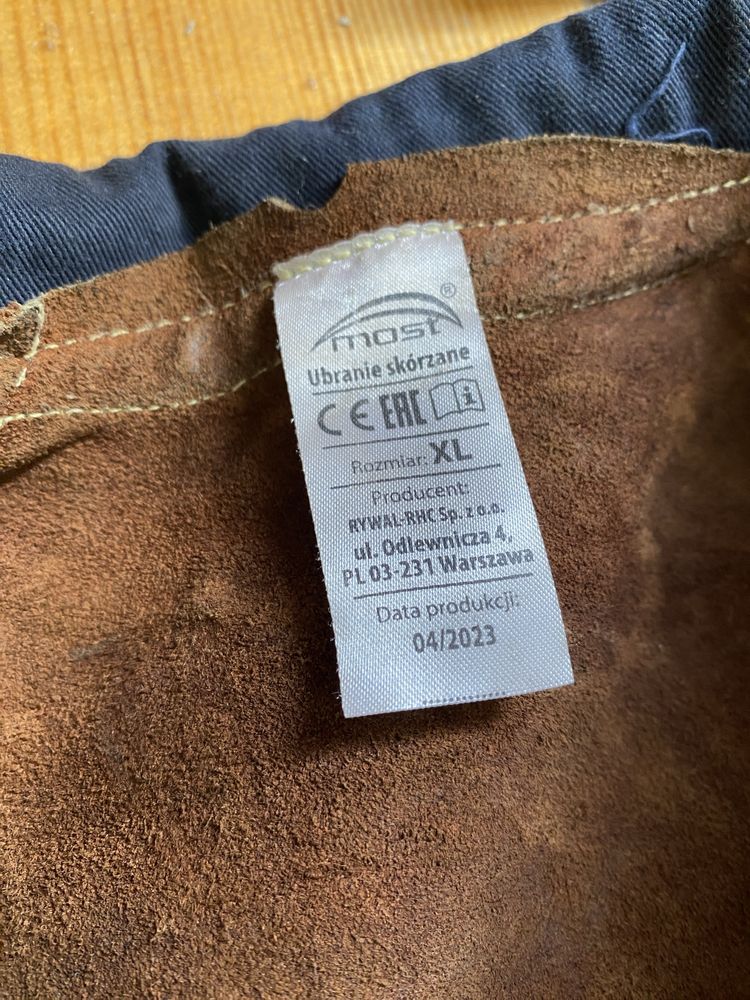 most®
Ubranie skórzane
CE EAC i
Rozmiar: XL
Producent:
RYWAL-RHC Sp. z o.o.
ul. Odlewnicza 4,
PL 03-231 Warszawa
Data produkcji:
04/2023